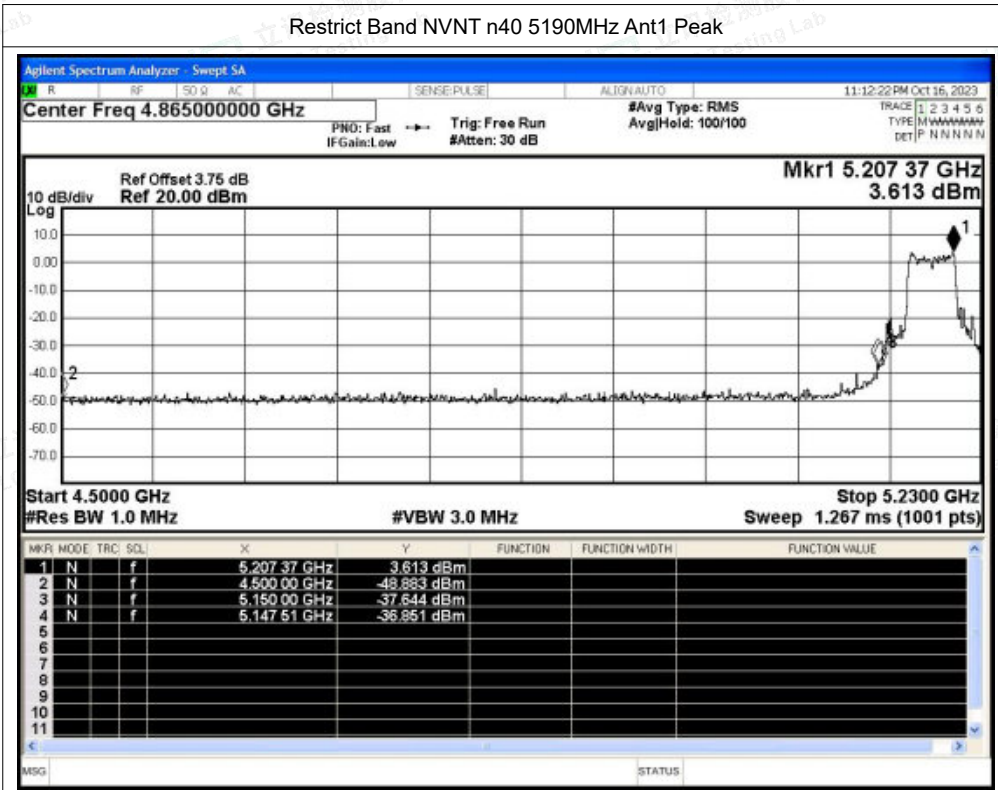 Restrict Band NVNT n40 5190MHz Ant1 Peak
Agilent Spectrum Analyzer - Swept SA
R RF 50 Ω AC SENSE:PULSE ALIGN AUTO 11:12:22 PM Oct 16, 2023
Center Freq 4.865000000 GHz
PNO: Fast
IFGain:Low
Trig: Free Run
#Atten: 30 dB
#Avg Type: RMS
Avg|Hold: 100/100
TRACE 1 2 3 4 5 6
TYPE M
DET P N N N N N
Mkr1 5.207 37 GHz
3.613 dBm
Ref Offset 3.75 dB
10 dB/div Ref 20.00 dBm
Log
10.0
0.00
-10.0
-20.0
-30.0
-40.0
-50.0
-60.0
-70.0
1
2
Start 4.5000 GHz
Stop 5.2300 GHz
#Res BW 1.0 MHz
#VBW 3.0 MHz
Sweep 1.267 ms (1001 pts)
MKR MODE TRC SCL X Y FUNCTION FUNCTION WIDTH FUNCTION VALUE
1 N f 5.207 37 GHz 3.613 dBm
2 N f 4.500 00 GHz -48.883 dBm
3 N f 5.150 00 GHz -37.644 dBm
4 N f 5.147 51 GHz -36.851 dBm
5
6
7
8
9
10
11
MSG STATUS